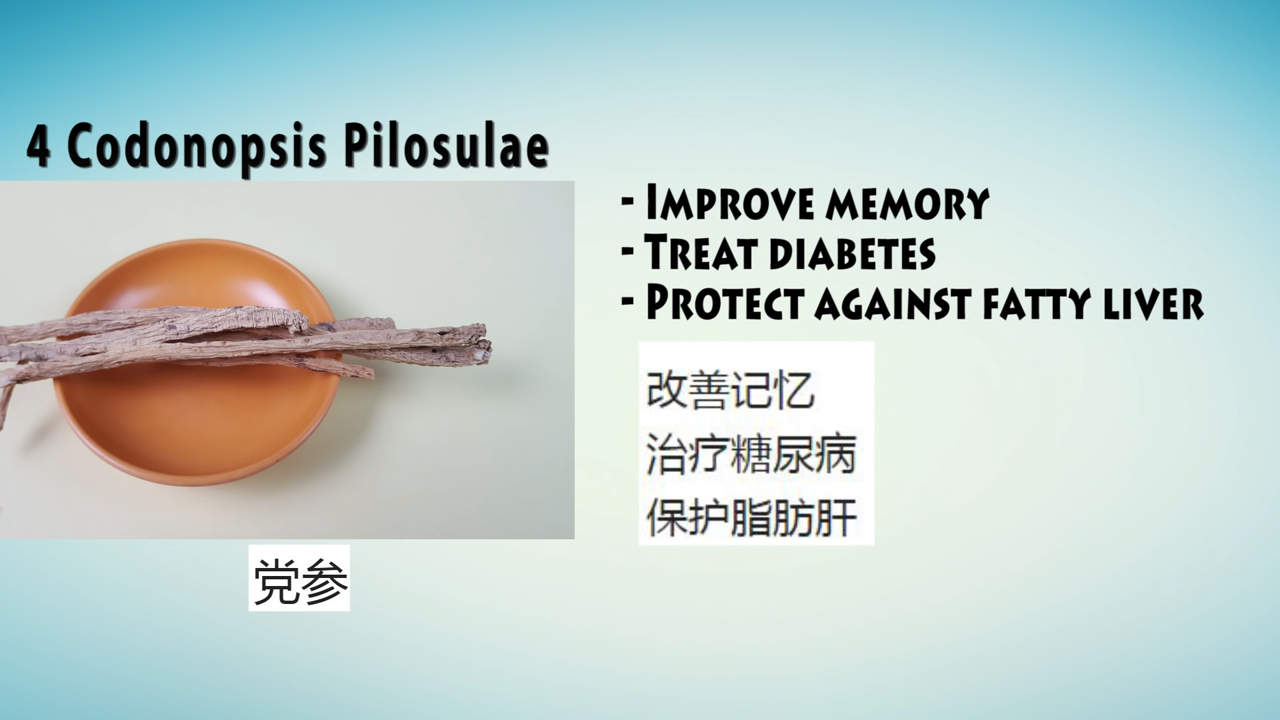 4 Codonopsis Pilosulae
- Improve memory
- Treat diabetes
- Protect against fatty liver
改善记忆
治疗糖尿病
保护脂肪肝
党参